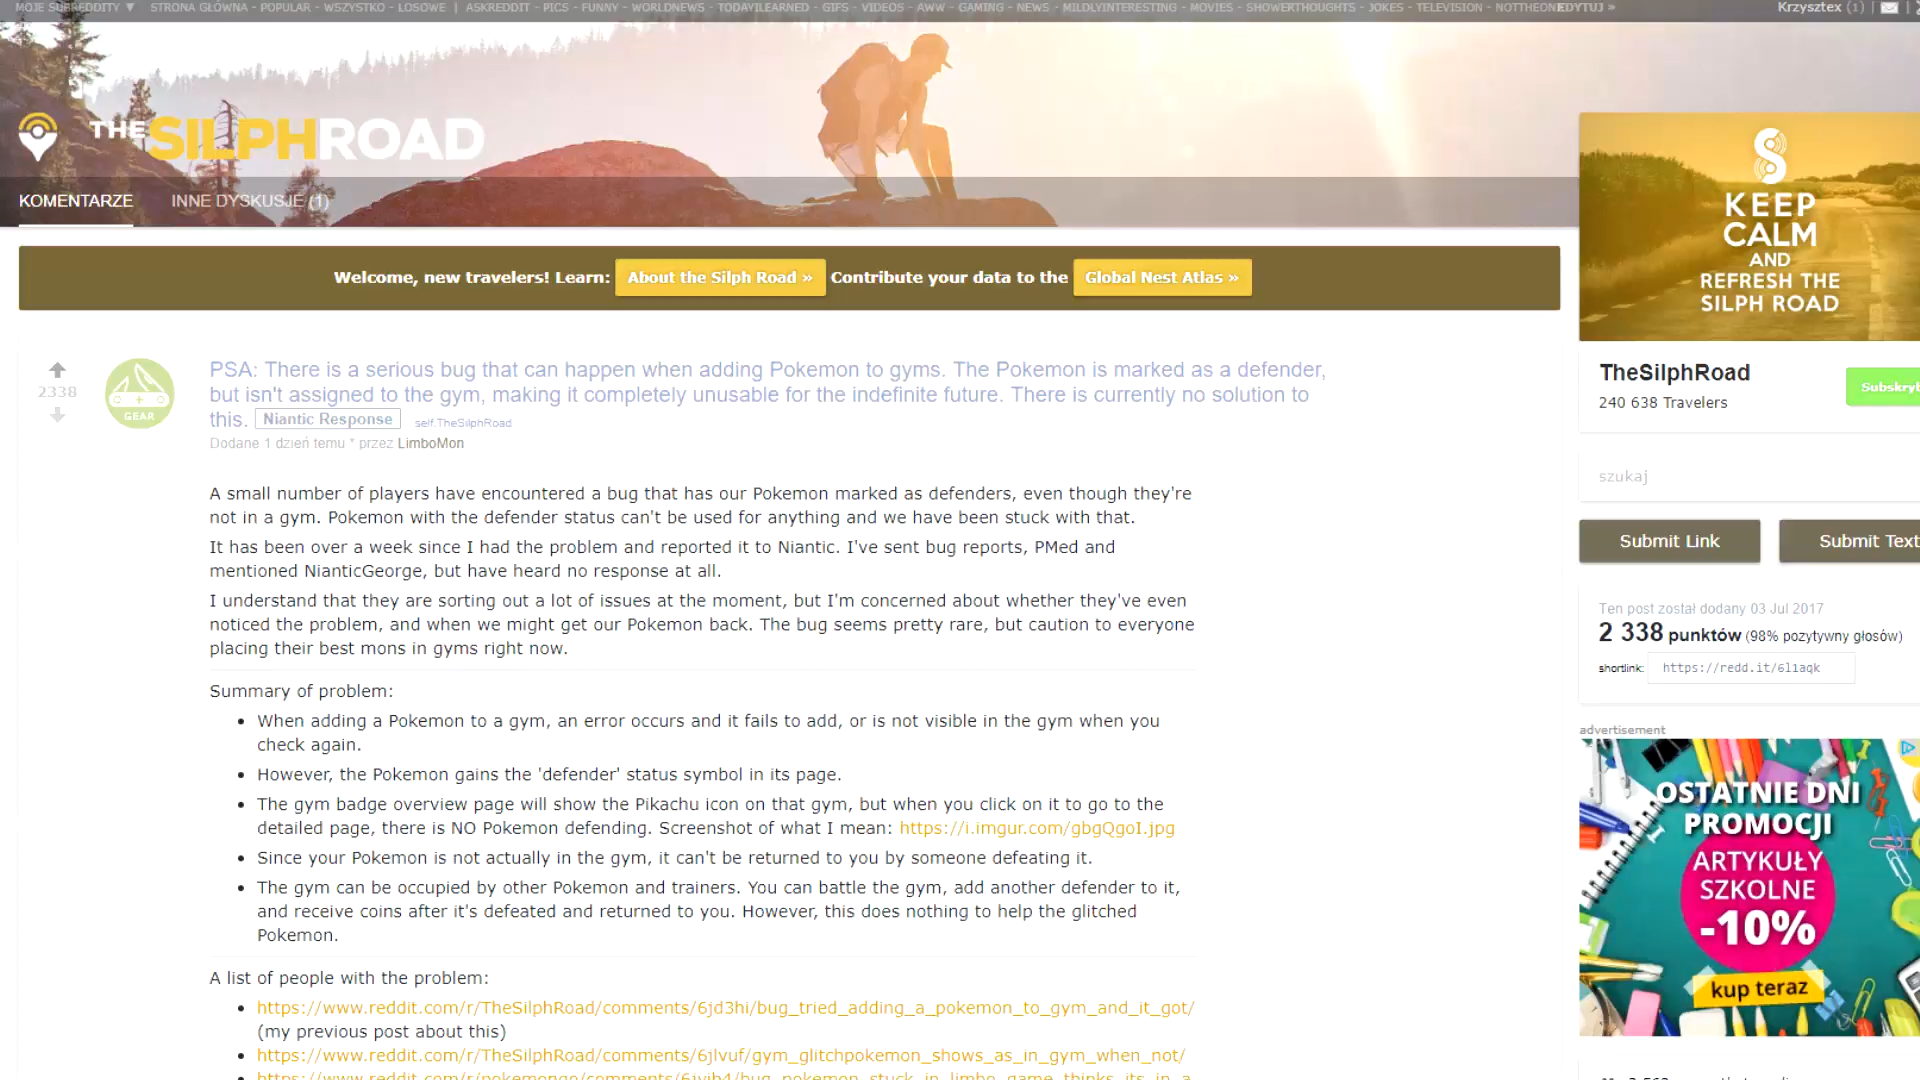 MOJE SUBREDDITY ▼ STRONA GŁÓWNA - POPULAR - WSZYSTKO - LOSOWE | ASKREDDIT - PICS - FUNNY - WORLDNEWS - TODAYILEARNED - GIFS - VIDEOS - AWW - GAMING - NEWS - MILDLYINTERESTING - MOVIES - SHOWERTHOUGHTS - JOKES - TELEVISION - NOTTHEON EDYTUJ »
Krzysztex (1) |
THE SILPHROAD
KOMENTARZE INNE DYSKUSJE (1)
Welcome, new travelers! Learn: About the Silph Road » Contribute your data to the Global Nest Atlas »
2338
GEAR
PSA: There is a serious bug that can happen when adding Pokemon to gyms. The Pokemon is marked as a defender,
but isn't assigned to the gym, making it completely unusable for the indefinite future. There is currently no solution to
this. Niantic Response self.TheSilphRoad
Dodane 1 dzień temu * przez LimboMon
A small number of players have encountered a bug that has our Pokemon marked as defenders, even though they're
not in a gym. Pokemon with the defender status can't be used for anything and we have been stuck with that.
It has been over a week since I had the problem and reported it to Niantic. I've sent bug reports, PMed and
mentioned NianticGeorge, but have heard no response at all.
I understand that they are sorting out a lot of issues at the moment, but I'm concerned about whether they've even
noticed the problem, and when we might get our Pokemon back. The bug seems pretty rare, but caution to everyone
placing their best mons in gyms right now.
Summary of problem:
• When adding a Pokemon to a gym, an error occurs and it fails to add, or is not visible in the gym when you
check again.
• However, the Pokemon gains the 'defender' status symbol in its page.
• The gym badge overview page will show the Pikachu icon on that gym, but when you click on it to go to the
detailed page, there is NO Pokemon defending. Screenshot of what I mean: https://i.imgur.com/gbgQgoI.jpg
• Since your Pokemon is not actually in the gym, it can't be returned to you by someone defeating it.
• The gym can be occupied by other Pokemon and trainers. You can battle the gym, add another defender to it,
and receive coins after it's defeated and returned to you. However, this does nothing to help the glitched
Pokemon.
A list of people with the problem:
• https://www.reddit.com/r/TheSilphRoad/comments/6jd3hi/bug_tried_adding_a_pokemon_to_gym_and_it_got/
(my previous post about this)
• https://www.reddit.com/r/TheSilphRoad/comments/6jlvuf/gym_glitchpokemon_shows_as_in_gym_when_not/
KEEP
CALM
AND
REFRESH THE
SILPH ROAD
TheSilphRoad
240 638 Travelers
Subskryb
szukaj
Submit Link Submit Text
Ten post został dodany 03 Jul 2017
2 338 punktów (98% pozytywny głosów)
shortlink: https://redd.it/6l1aqk
advertisement
OSTATNIE DNI
PROMOCJI
ARTYKUŁY
SZKOLNE
-10%
kup teraz